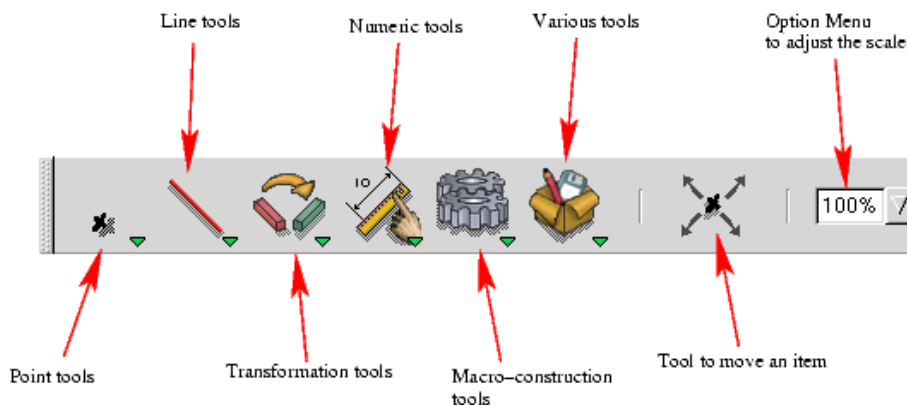 Line tools
Numeric tools
Various tools
Option Menu
to adjust the scale
10
100%
Point tools
Transformation tools
Macro-construction
tools
Tool to move an item